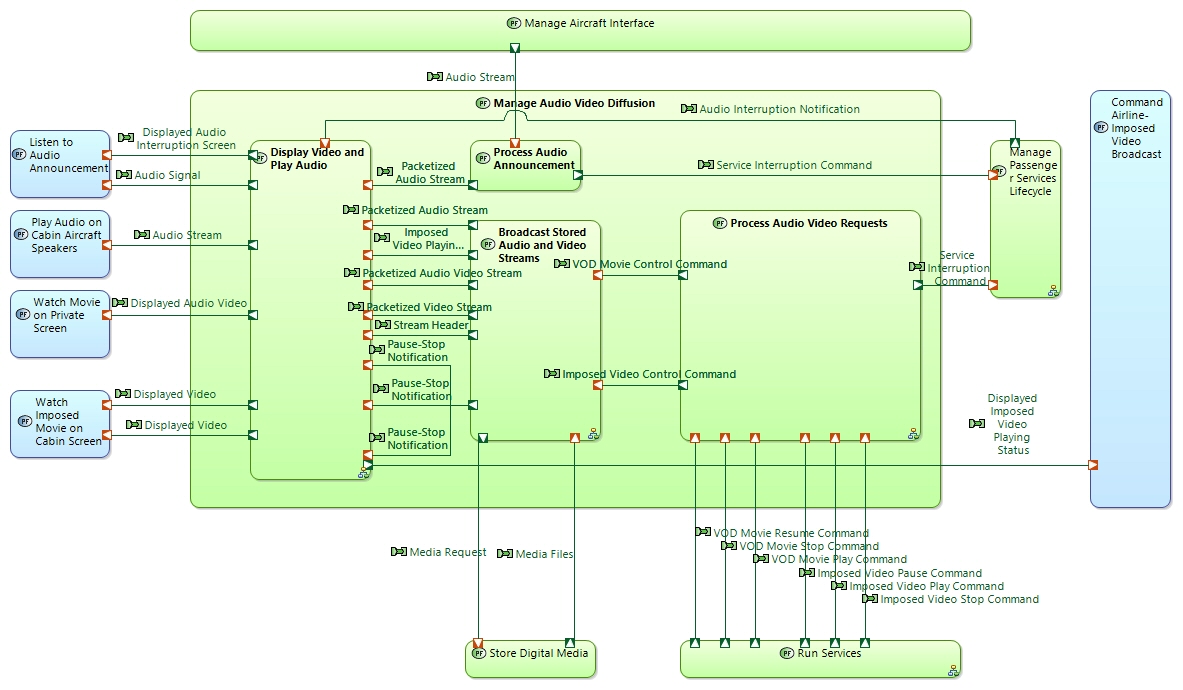 Manage Aircraft Interface
Audio Stream
Manage Audio Video Diffusion
Audio Interruption Notification
Command
Airline-
Imposed
Video
Broadcast
Listen to
Audio
Announcement
Displayed Audio
Interruption Screen
Audio Signal
Display Video and
Play Audio
Packetized
Audio Stream
Process Audio
Announcement
Service Interruption Command
Manage
Passenge
r Services
Lifecycle
Play Audio on
Cabin Aircraft
Speakers
Audio Stream
Packetized Audio Stream
Imposed
Video Playin...
Packetized Audio Video Stream
Broadcast Stored
Audio and Video
Streams
VOD Movie Control Command
Process Audio Video Requests
Service
Interruption
Command
Watch Movie
on Private
Screen
Displayed Audio Video
Packetized Video Stream
Stream Header
Pause-Stop
Notification
Pause-Stop
Notification
Pause-Stop
Notification
Imposed Video Control Command
Watch
Imposed
Movie on
Cabin Screen
Displayed Video
Displayed Video
Displayed
Imposed
Video
Playing
Status
Media Request
Media Files
VOD Movie Resume Command
VOD Movie Stop Command
VOD Movie Play Command
Imposed Video Pause Command
Imposed Video Play Command
Imposed Video Stop Command
Store Digital Media
Run Services
PF
PF
PF
PF
PF
PF
PF
PF
PF
PF
PF
PF
PF
PF